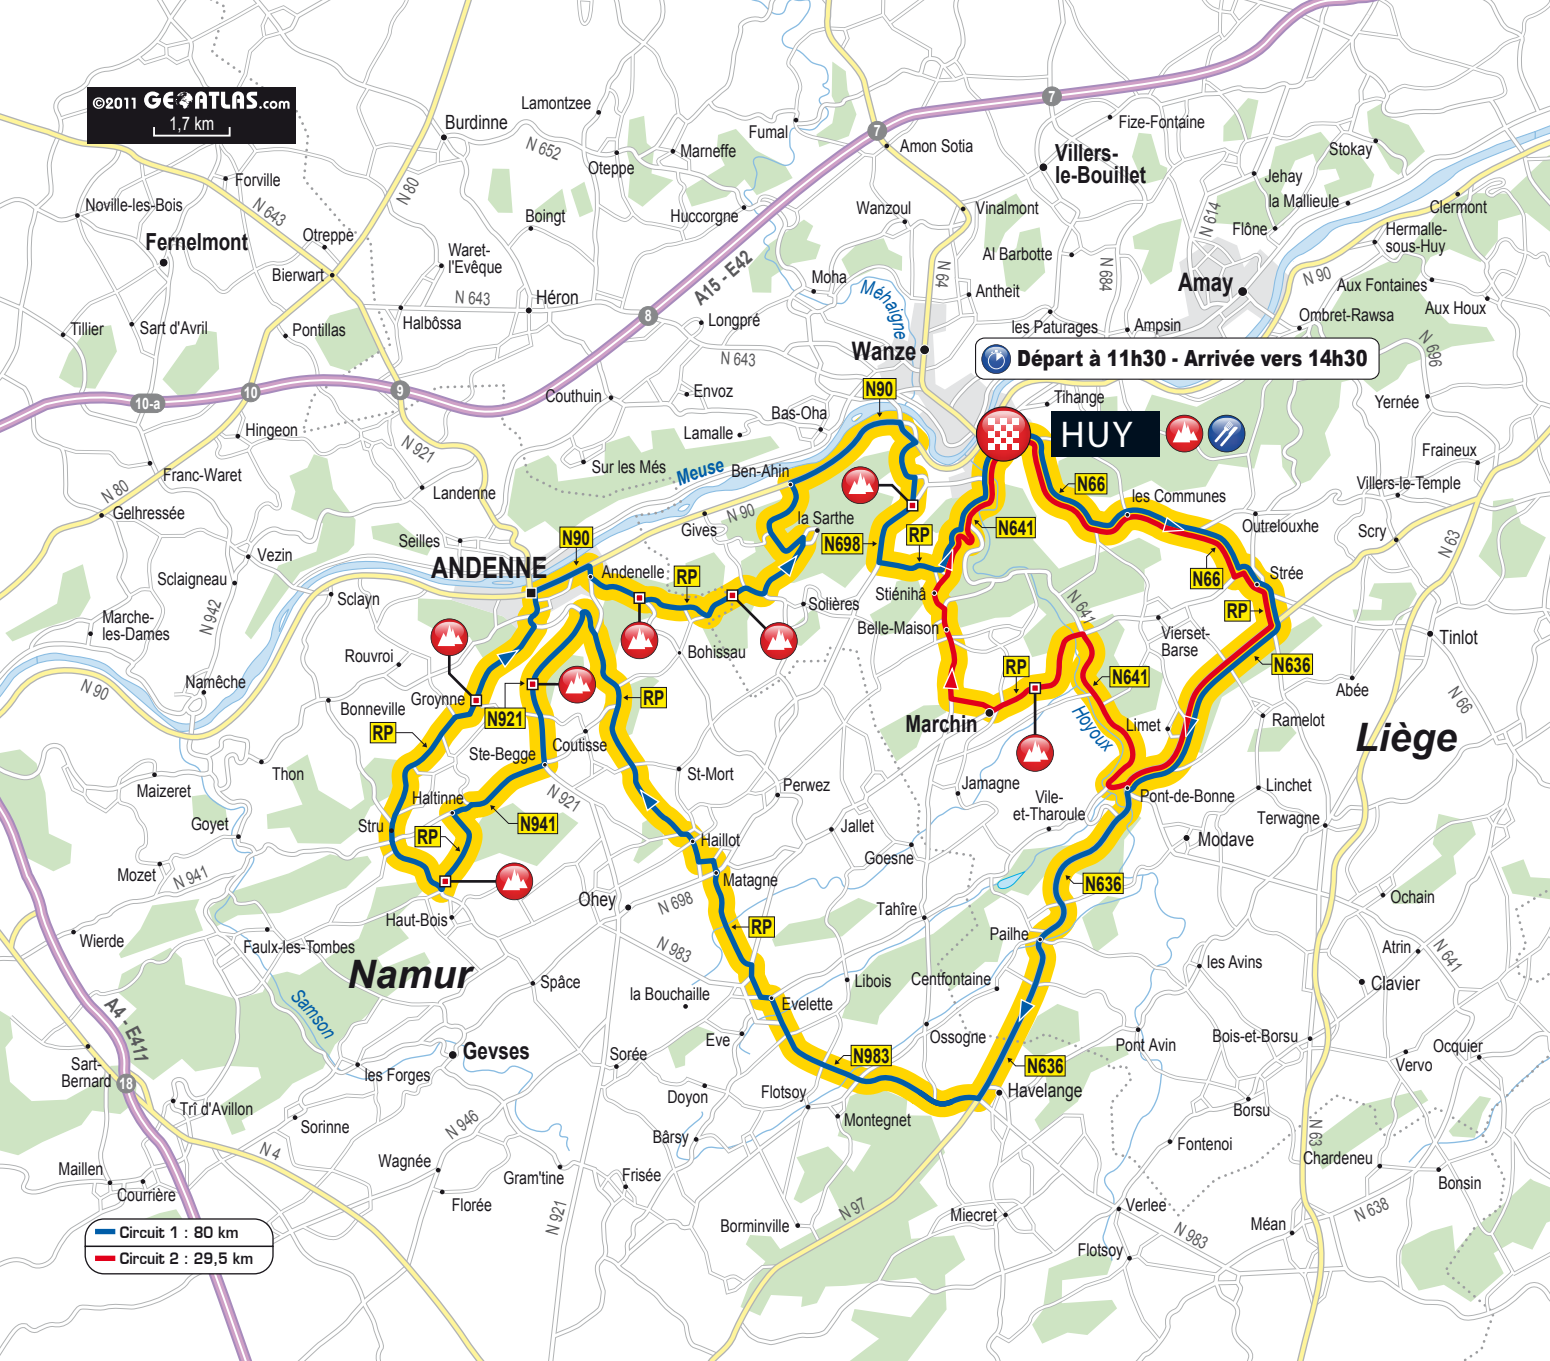 ©2011 GEOATLAS.com
1,7 km
Lamontzee
Burdinne
N 652
Oteppe
Marneffe
Fumal
7
7
Amon Sotia
Fize-Fontaine
Villers-
le-Bouillet
Stokay
Jehay
la Mallieule
Clermont
Forville
N 80
Noville-les-Bois
N 643
Fernelmont
Otreppe
Bierwart
Boingt
Waret-
l'Evêque
Huccorgne
Wanzoul
Vinalmont
N 614
Flône
Hermalle-
sous-Huy
Al Barbotte
N 684
N 64
A15 - E42
Moha
Méhaigne
Antheit
Amay
N 90
Aux Fontaines
Aux Houx
N 643
Héron
Halbôssa
8
Longpré
Tillier
Sart d'Avril
Pontillas
les Paturages
Ampsin
Ombret-Rawsa
N 696
Wanze
N 643
Départ à 11h30 - Arrivée vers 14h30
10-a
10
9
Couthuin
Envoz
N90
Tihange
Yernée
Bas-Oha
Lamalle
HUY
Hingeon
N 921
Fraineux
Franc-Waret
Sur les Més
Meuse
Ben-Ahin
N66
les Communes
Villers-le-Temple
N 80
Landenne
Gelhressée
N 90
Gives
la Sarthe
N698
RP
N641
Outrelouxhe
Scry
N 63
Seilles
N90
Vezin
ANDENNE
Andenelle
RP
N66
Strée
Sclaigneau
Sclayn
Stiénihâ
Solières
N 641
RP
N 942
Marche-
les-Dames
Belle-Maison
Vierset-
Barse
Tinlot
Bohissau
Rouvroi
RP
N641
N636
N 90
Namêche
Groynne
Bonneville
N921
RP
Abée
N 66
Marchin
Hoyoux
Limet
Ramelot
Liège
RP
Ste-Begge
Coutisse
Thon
St-Mort
Perwez
Jamagne
Vile-
et-Tharoule
Pont-de-Bonne
Linchet
Maizeret
Haltinne
N 921
Terwagne
Goyet
Stru
RP
N941
Haillot
Jallet
Goesne
Modave
Mozet
N 941
Matagne
N636
Ochain
Ohey
N 698
Haut-Bois
Tahîre
RP
Pailhe
Wierde
Faulx-les-Tombes
N 983
Atrin
N 641
Namur
Spâce
Libois
Centfontaine
les Avins
Clavier
Samson
la Bouchaille
Evelette
A4 - E411
Eve
Ossogne
Pont Avin
Bois-et-Borsu
Ocquier
Vervo
Gevses
Sorée
N983
N636
Sart-
Bernard
18
les Forges
Doyon
Flotsoy
Havelange
Trî d'Avillon
Borsu
Montegnet
Sorinne
N 946
Bârsy
Fontenoi
N 63
N 4
Wagnée
Chardeneu
Maillen
Gram'tine
Frisée
Bonsin
Courrière
Florée
Verlee
N 921
Borminville
N 97
Miecret
N 983
Méan
N 638
Flotsoy
Circuit 1 : 80 km
Circuit 2 : 29,5 km